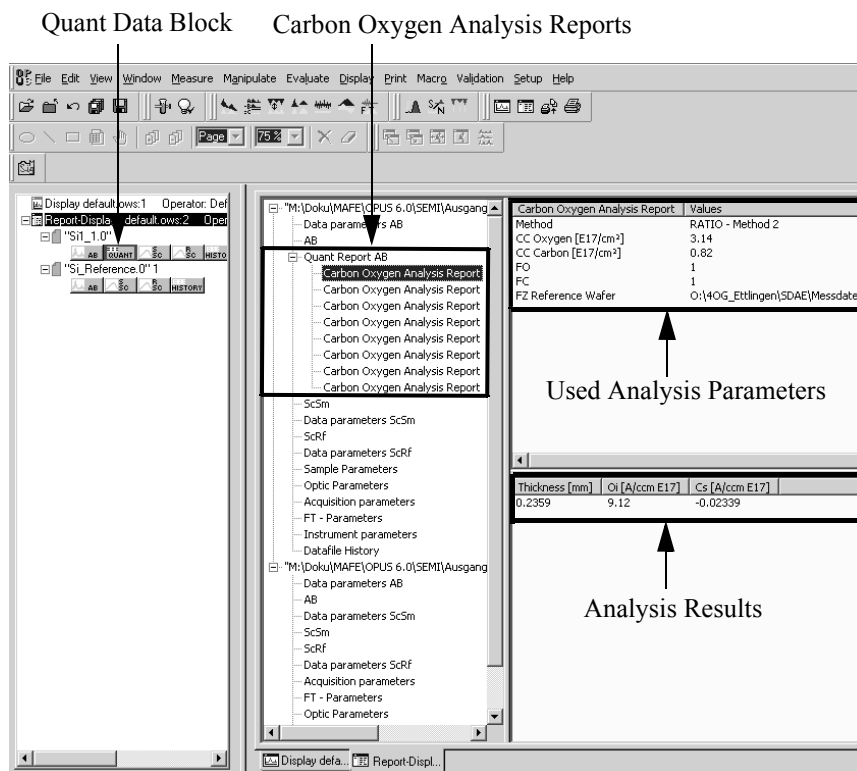 Quant Data Block
Carbon Oxygen Analysis Reports
File Edit View Window Measure Manipulate Evaluate Display Print Macro Validation Setup Help
Page 75%
Display default.ows:1 Operator: Def
Report-Display default.ows:2 Oper
"Si1_1.0"
AB QUANT SC SC HISTO
"Si_Reference.0" 1
AB SC SC HISTORY
"M:\Doku\MAFE\OPUS 6.0\SEMI\Ausgang
Data parameters AB
AB
Quant Report AB
Carbon Oxygen Analysis Report
Carbon Oxygen Analysis Report
Carbon Oxygen Analysis Report
Carbon Oxygen Analysis Report
Carbon Oxygen Analysis Report
Carbon Oxygen Analysis Report
Carbon Oxygen Analysis Report
Carbon Oxygen Analysis Report
ScSm
Data parameters ScSm
ScRf
Data parameters ScRf
Sample Parameters
Optic Parameters
Acquisition parameters
FT - Parameters
Instrument parameters
Datafile History
"M:\Doku\MAFE\OPUS 6.0\SEMI\Ausgang
Data parameters AB
AB
Data parameters ScSm
ScSm
ScRf
Data parameters ScRf
Acquisition parameters
FT - Parameters
Optic Parameters
Carbon Oxygen Analysis Report Values
Method RATIO - Method 2
CC Oxygen [E17/cm²] 3.14
CC Carbon [E17/cm²] 0.82
FO 1
FC 1
FZ Reference Wafer O:\4OG_Ettlingen\SDAE\Messdate
Used Analysis Parameters
Thickness [mm] Oi [A/ccm E17] Cs [A/ccm E17]
0.2359 9.12 -0.02339
Analysis Results
Display defa... Report-Displ...